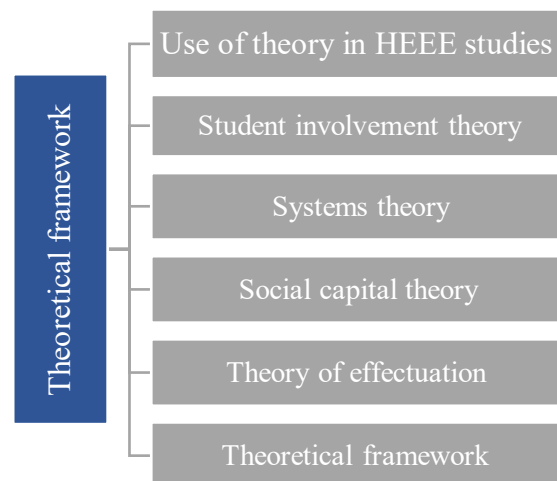 Theoretical framework
Use of theory in HEEE studies
Student involvement theory
Systems theory
Social capital theory
Theory of effectuation
Theoretical framework